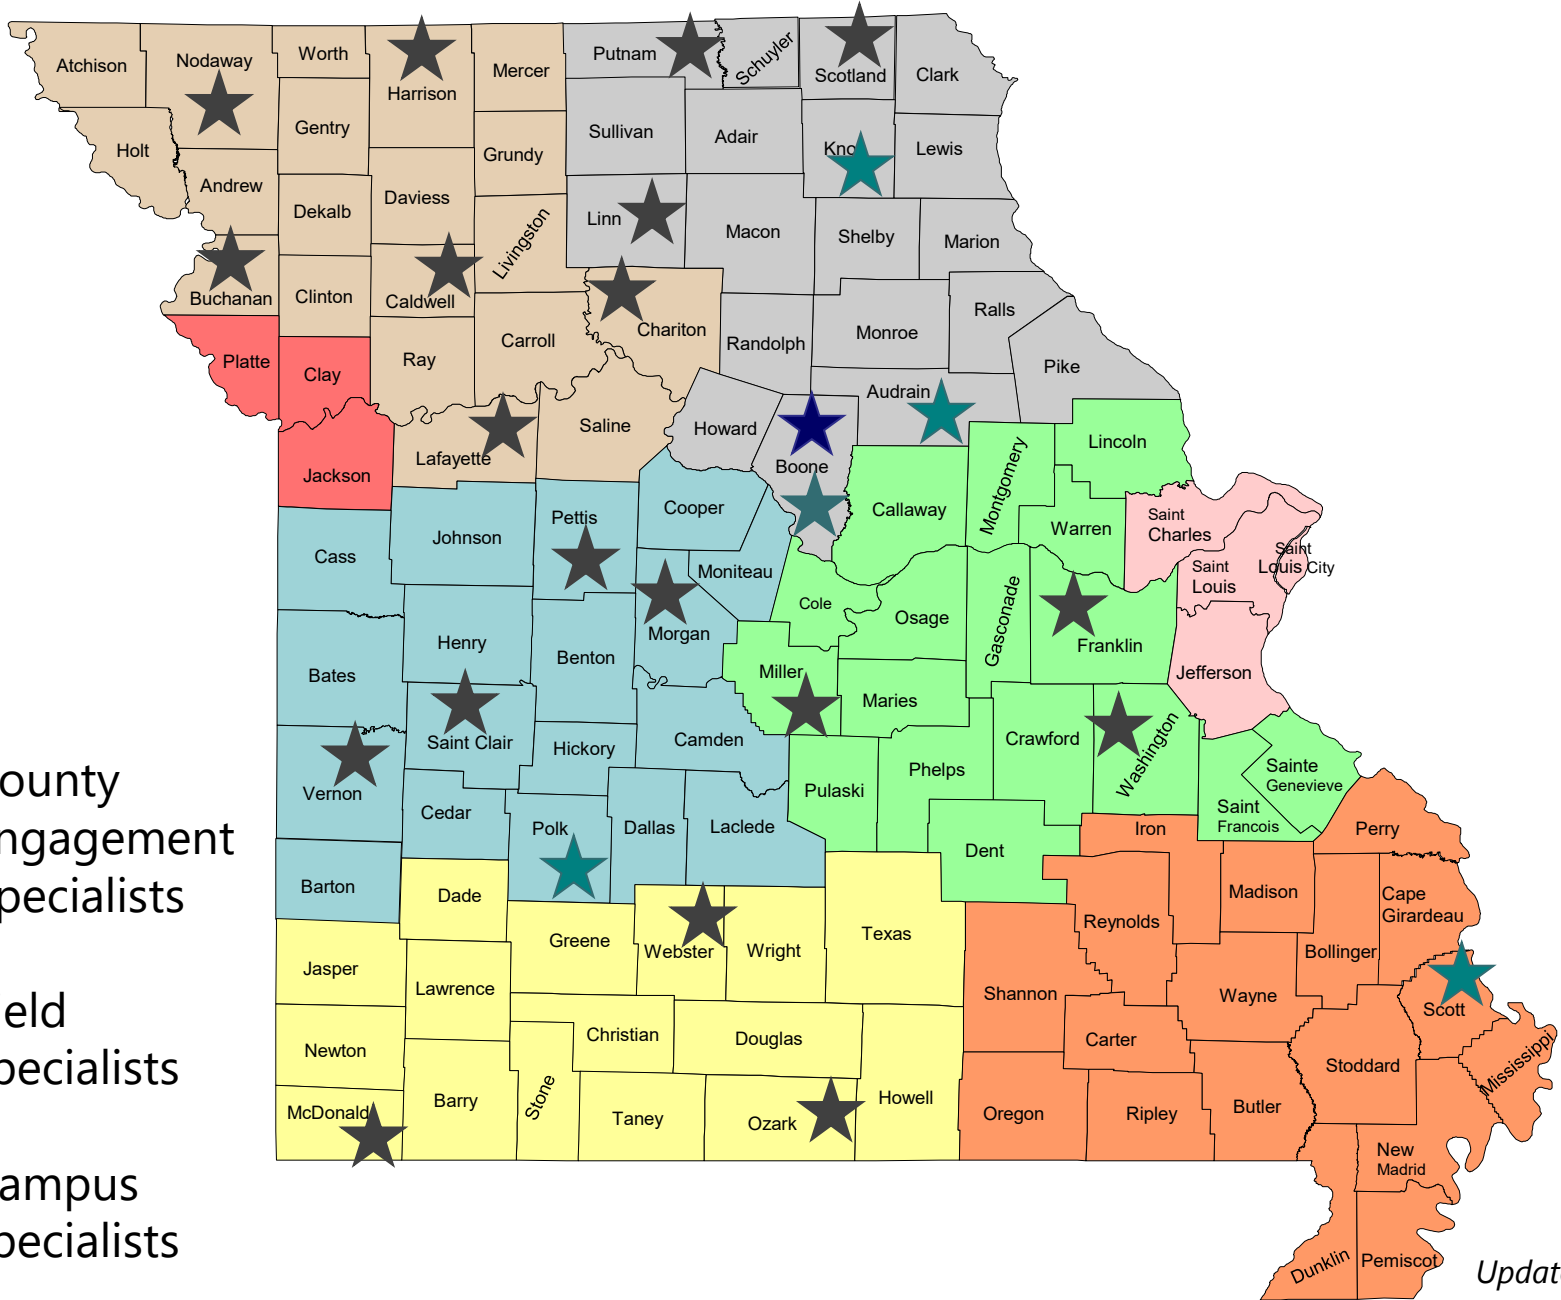 Atchison
Nodaway
Worth
Harrison
Mercer
Putnam
Schuyler
Scotland
Clark
Holt
Gentry
Grundy
Sullivan
Adair
Kno
Lewis
Andrew
Dekalb
Daviess
Livingston
Linn
Macon
Shelby
Marion
Buchanan
Clinton
Caldwell
Carroll
Chariton
Randolph
Monroe
Ralls
Pike
Platte
Clay
Ray
Audrain
Lafayette
Saline
Howard
Boone
Lincoln
Jackson
Cooper
Callaway
Montgomery
Warren
Saint
Charles
Saint
Louis
Saint
Louis City
Cass
Johnson
Pettis
Moniteau
Cole
Osage
Gasconade
Franklin
Jefferson
Bates
Henry
Benton
Morgan
Miller
Maries
Crawford
Washington
Vernon
Saint Clair
Hickory
Camden
Pulaski
Phelps
Sainte
Genevieve
Saint
Francois
Perry
Cedar
Polk
Dallas
Laclede
Dent
Iron
Madison
Cape
Girardeau
Barton
Dade
Greene
Webster
Wright
Texas
Reynolds
Bollinger
Jasper
Lawrence
Shannon
Wayne
Scott
Mississippi
Newton
Christian
Douglas
Carter
Stoddard
McDonald
Barry
Stone
Taney
Ozark
Howell
Oregon
Ripley
Butler
New
Madrid
Dunklin
Pemiscot
ounty
ngagement
pecialists
ield
pecialists
ampus
pecialists
Updat